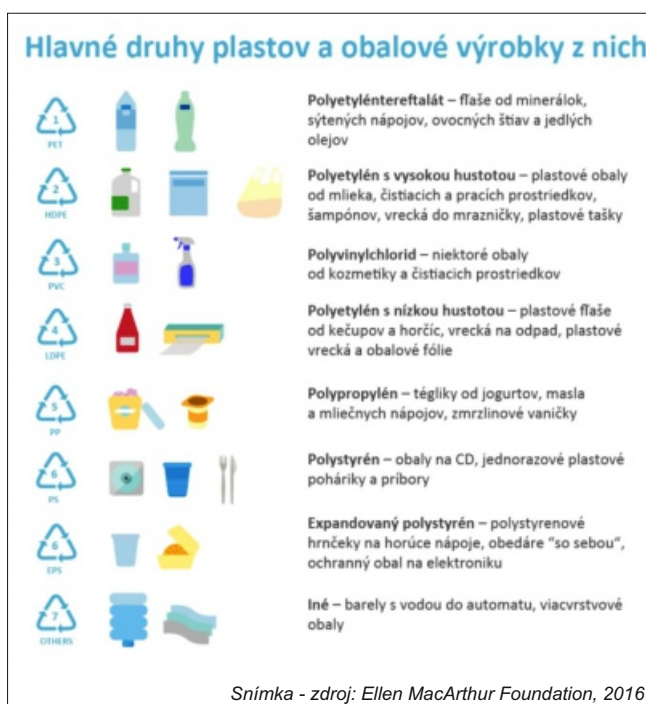 Hlavné druhy plastov a obalové výrobky z nich
1
PET
Polyetyléntereftalát – fľaše od minerálok,
sýtených nápojov, ovocných štiav a jedlých
olejov
2
HDPE
Polyetylén s vysokou hustotou – plastové obaly
od mlieka, čistiacich a pracích prostriedkov,
šampónov, vrecká do mrazničky, plastové tašky
3
PVC
Polyvinylchlorid – niektoré obaly
od kozmetiky a čistiacich prostriedkov
4
LDPE
Polyetylén s nízkou hustotou – plastové fľaše
od kečupov a horčíc, vrecká na odpad, plastové
vrecká a obalové fólie
5
PP
Polypropylén – tégliky od jogurtov, masla
a mliečnych nápojov, zmrzlinové vaničky
6
PS
Polystyrén – obaly na CD, jednorazové plastové
poháriky a príbory
6
EPS
Expandovaný polystyrén – polystyrenové
hrnčeky na horúce nápoje, obedáre "so sebou",
ochranný obal na elektroniku
7
OTHERS
Iné – barely s vodou do automatu, viacvrstvové
obaly
Snímka - zdroj: Ellen MacArthur Foundation, 2016